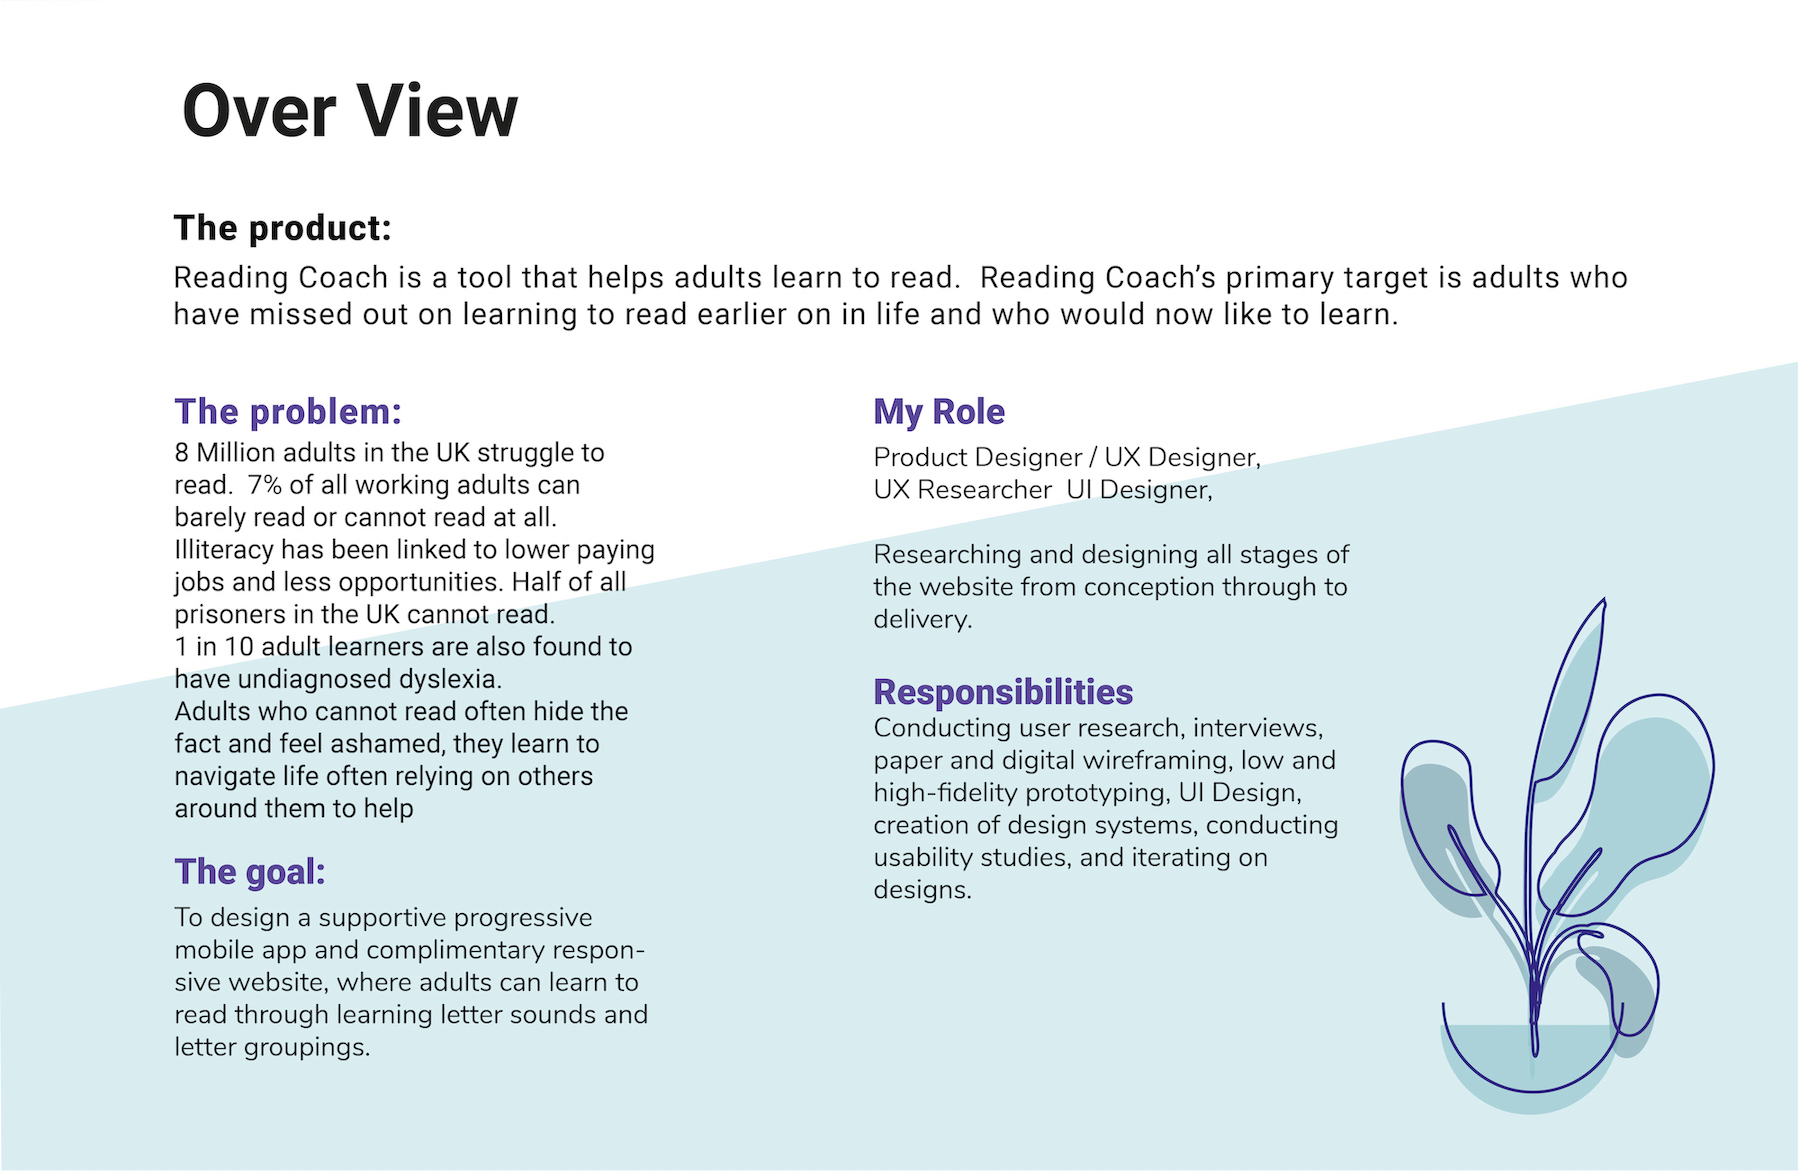 Over View
The product:
Reading Coach is a tool that helps adults learn to read.  Reading Coach’s primary target is adults who
have missed out on learning to read earlier on in life and who would now like to learn.
The problem:
8 Million adults in the UK struggle to
read.  7% of all working adults can
barely read or cannot read at all.
Illiteracy has been linked to lower paying
jobs and less opportunities. Half of all
prisoners in the UK cannot read.
1 in 10 adult learners are also found to
have undiagnosed dyslexia.
Adults who cannot read often hide the
fact and feel ashamed, they learn to
navigate life often relying on others
around them to help
The goal:
To design a supportive progressive
mobile app and complimentary respon-
sive website, where adults can learn to
read through learning letter sounds and
letter groupings.
My Role
Product Designer / UX Designer,
UX Researcher  UI Designer,
Researching and designing all stages of
the website from conception through to
delivery.
Responsibilities
Conducting user research, interviews,
paper and digital wireframing, low and
high-fidelity prototyping, UI Design,
creation of design systems, conducting
usability studies, and iterating on
designs.